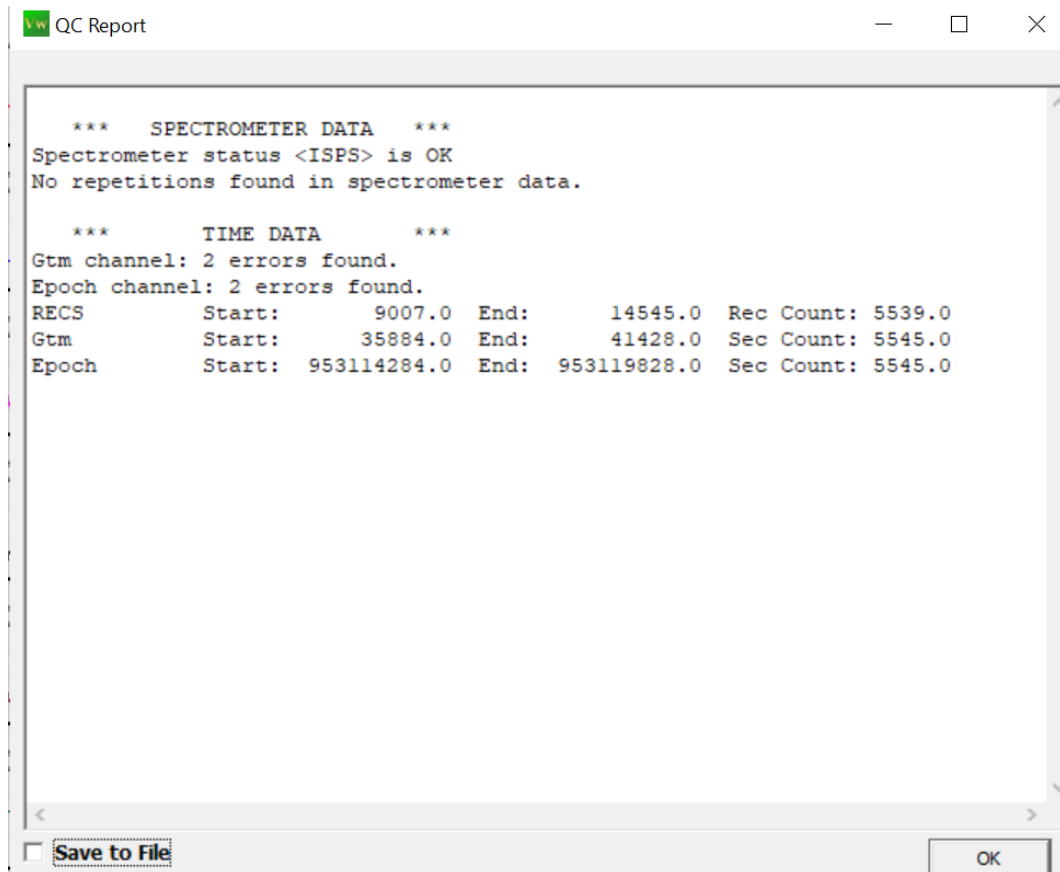 Vw QC Report
*** SPECTROMETER DATA ***
Spectrometer status <ISPS> is OK
No repetitions found in spectrometer data.
*** TIME DATA ***
Gtm channel: 2 errors found.
Epoch channel: 2 errors found.
RECS Start: 9007.0 End: 14545.0 Rec Count: 5539.0
Gtm Start: 35884.0 End: 41428.0 Sec Count: 5545.0
Epoch Start: 953114284.0 End: 953119828.0 Sec Count: 5545.0
Save to File
OK